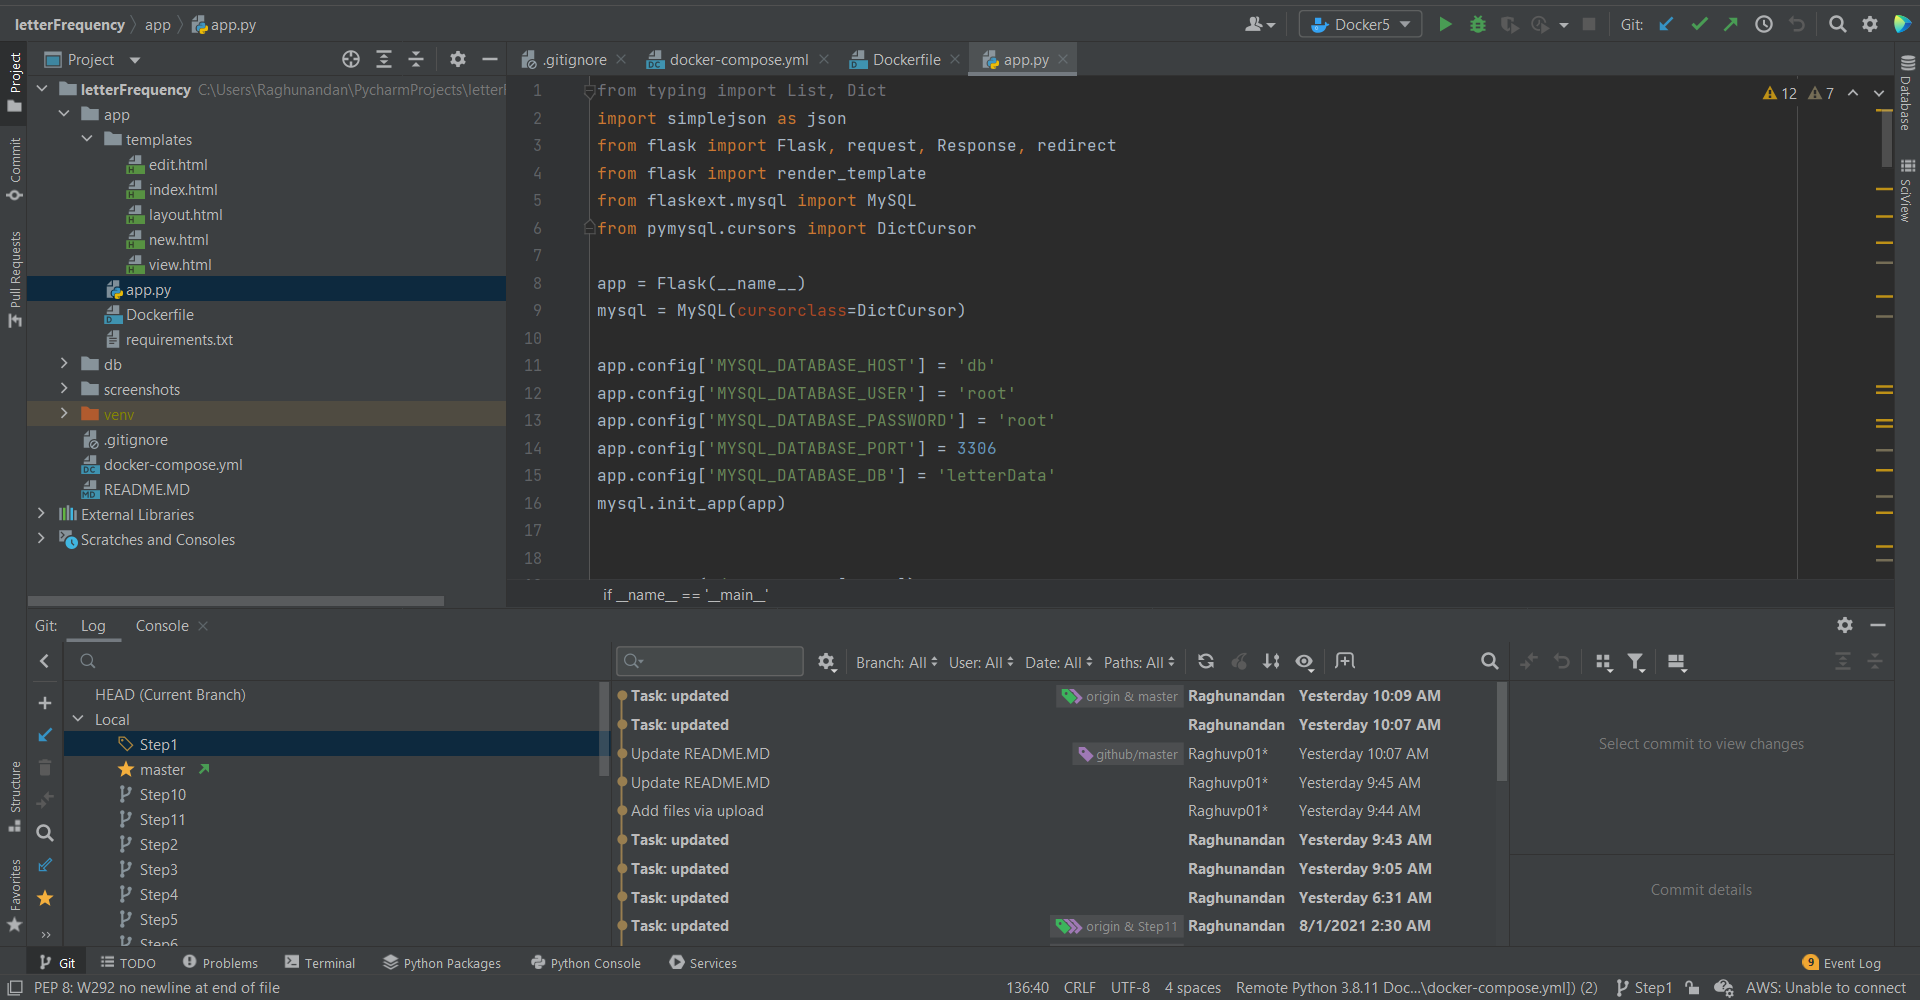 letterFrequency app app.py
Docker5
Git:
Project
.gitignore
docker-compose.yml
Dockerfile
app.py
Project
Commit
Pull Requests
Structure
Favorites
letterFrequency C:\Users\Raghunandan\PycharmProjects\letterF
app
templates
edit.html
index.html
layout.html
new.html
view.html
app.py
Dockerfile
requirements.txt
db
screenshots
venv
.gitignore
docker-compose.yml
README.MD
External Libraries
Scratches and Consoles
1 from typing import List, Dict
2 import simplejson as json
3 from flask import Flask, request, Response, redirect
4 from flask import render_template
5 from flaskext.mysql import MySQL
6 from pymysql.cursors import DictCursor
7
8 app = Flask(__name__)
9 mysql = MySQL(cursorclass=DictCursor)
10
11 app.config['MYSQL_DATABASE_HOST'] = 'db'
12 app.config['MYSQL_DATABASE_USER'] = 'root'
13 app.config['MYSQL_DATABASE_PASSWORD'] = 'root'
14 app.config['MYSQL_DATABASE_PORT'] = 3306
15 app.config['MYSQL_DATABASE_DB'] = 'letterData'
16 mysql.init_app(app)
17
18
12 7
if __name__ == '__main__'
Database
SciView
Git: Log Console
Branch: All User: All Date: All Paths: All
HEAD (Current Branch)
Local
Step1
master
Step10
Step11
Step2
Step3
Step4
Step5
Step6
Task: updated origin & master Raghunandan Yesterday 10:09 AM
Task: updated Raghunandan Yesterday 10:07 AM
Update README.MD github/master Raghuvp01* Yesterday 10:07 AM
Update README.MD Raghuvp01* Yesterday 9:45 AM
Add files via upload Raghuvp01* Yesterday 9:44 AM
Task: updated Raghunandan Yesterday 9:43 AM
Task: updated Raghunandan Yesterday 9:05 AM
Task: updated Raghunandan Yesterday 6:31 AM
Task: updated origin & Step11 Raghunandan 8/1/2021 2:30 AM
Select commit to view changes
Commit details
Git TODO Problems Terminal Python Packages Python Console Services
9 Event Log
PEP 8: W292 no newline at end of file
136:40 CRLF UTF-8 4 spaces Remote Python 3.8.11 Doc...\docker-compose.yml]) (2) Step1 AWS: Unable to connect